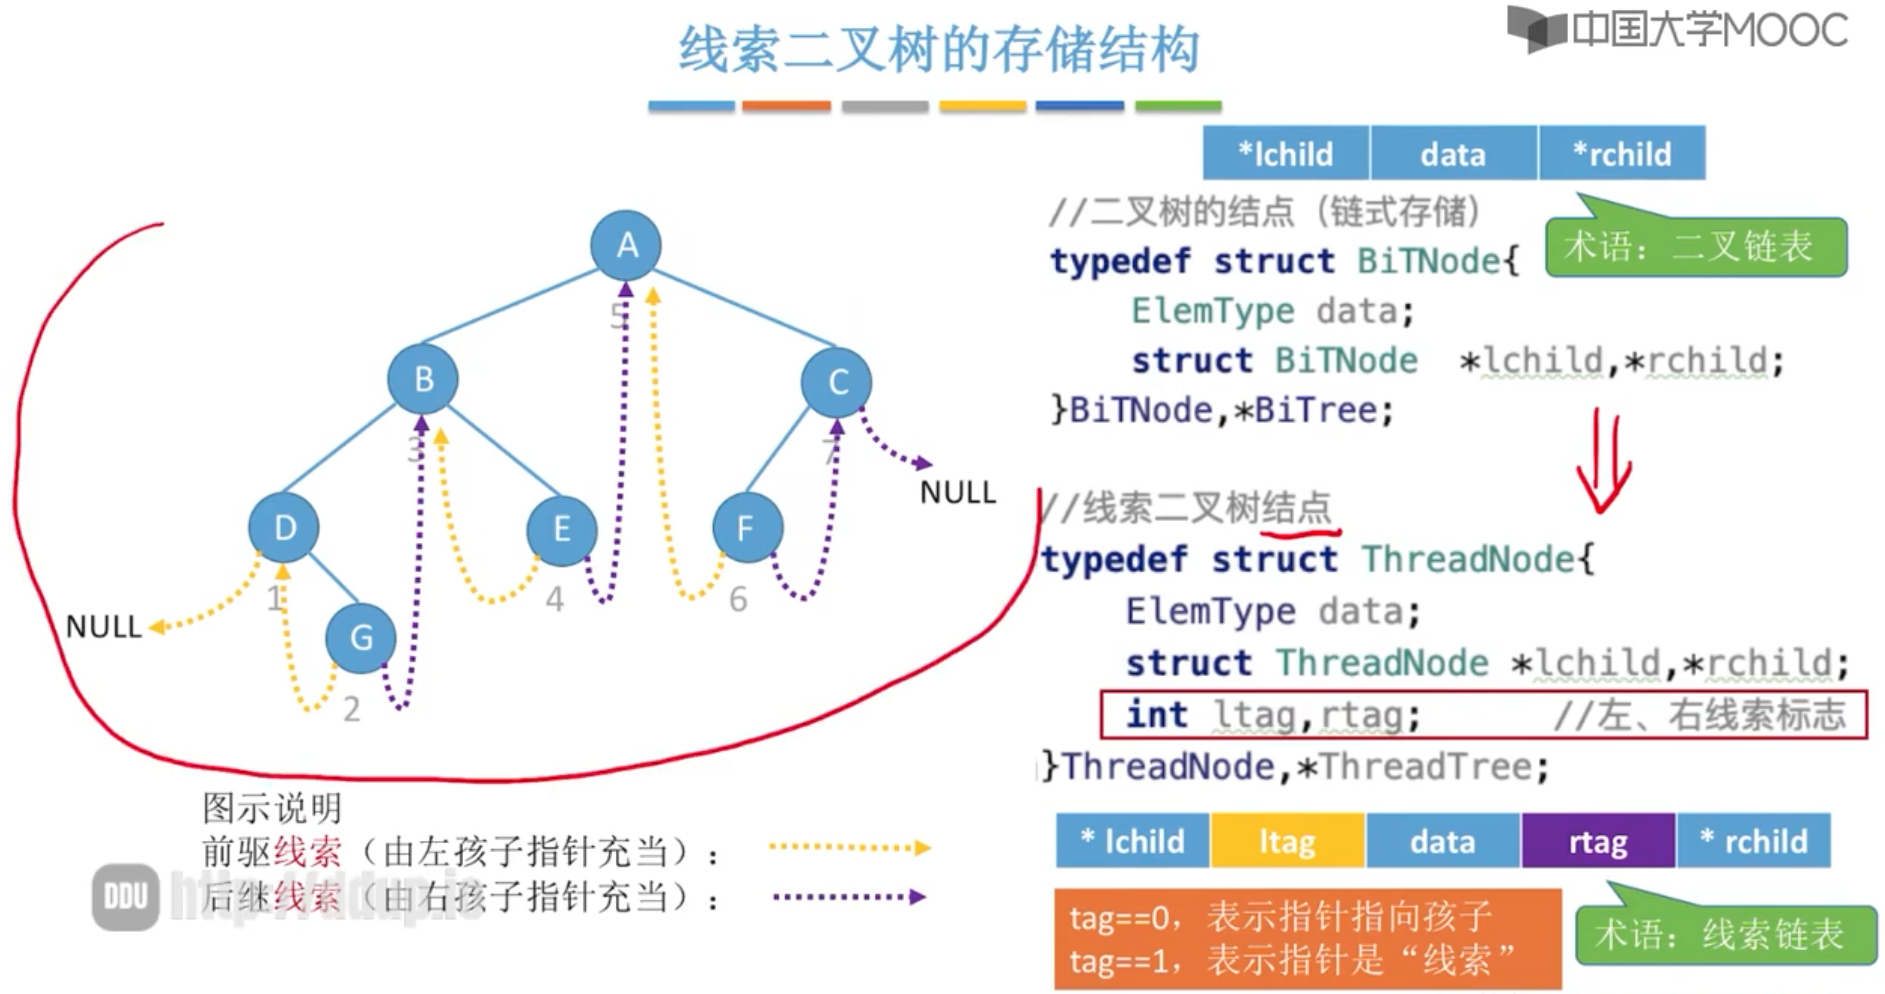 线索二叉树的存储结构
中国大学MOOC
*lchild data *rchild
//二叉树的结点（链式存储）
术语：二叉链表
typedef struct BiTNode{
ElemType data;
struct BiTNode *lchild,*rchild;
}BiTNode,*BiTree;
A
5
B
C
3
7
NULL
D
E
F
1
4
6
NULL
G
2
//线索二叉树结点
typedef struct ThreadNode{
ElemType data;
struct ThreadNode *lchild,*rchild;
int ltag,rtag; //左、右线索标志
}ThreadNode,*ThreadTree;
图示说明
前驱线索（由左孩子指针充当）：
后继线索（由右孩子指针充当）：
DDU http://ddup.ic
* lchild ltag data rtag * rchild
tag==0，表示指针指向孩子
tag==1，表示指针是“线索”
术语：线索链表